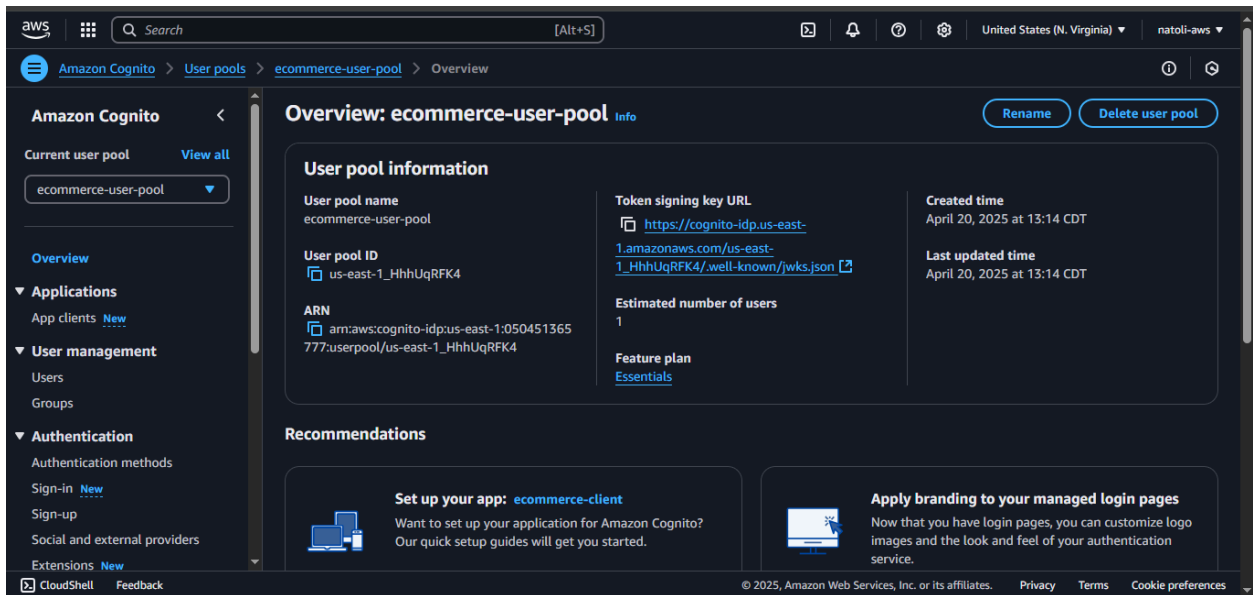 aws
Search [Alt+S]
United States (N. Virginia) ▼
natoli-aws ▼
Amazon Cognito > User pools > ecommerce-user-pool > Overview
Amazon Cognito
Current user pool View all
ecommerce-user-pool
Overview
Applications
App clients New
User management
Users
Groups
Authentication
Authentication methods
Sign-in New
Sign-up
Social and external providers
Extensions New
Overview: ecommerce-user-pool Info
Rename
Delete user pool
User pool information
User pool name
ecommerce-user-pool
User pool ID
us-east-1_HhhUqRFK4
ARN
arn:aws:cognito-idp:us-east-1:050451365
777:userpool/us-east-1_HhhUqRFK4
Token signing key URL
https://cognito-idp.us-east-
1.amazonaws.com/us-east-
1_HhhUqRFK4/.well-known/jwks.json
Estimated number of users
1
Feature plan
Essentials
Created time
April 20, 2025 at 13:14 CDT
Last updated time
April 20, 2025 at 13:14 CDT
Recommendations
Set up your app: ecommerce-client
Want to set up your application for Amazon Cognito?
Our quick setup guides will get you started.
Apply branding to your managed login pages
Now that you have login pages, you can customize logo
images and the look and feel of your authentication
service.
CloudShell Feedback
© 2025, Amazon Web Services, Inc. or its affiliates. Privacy Terms Cookie preferences